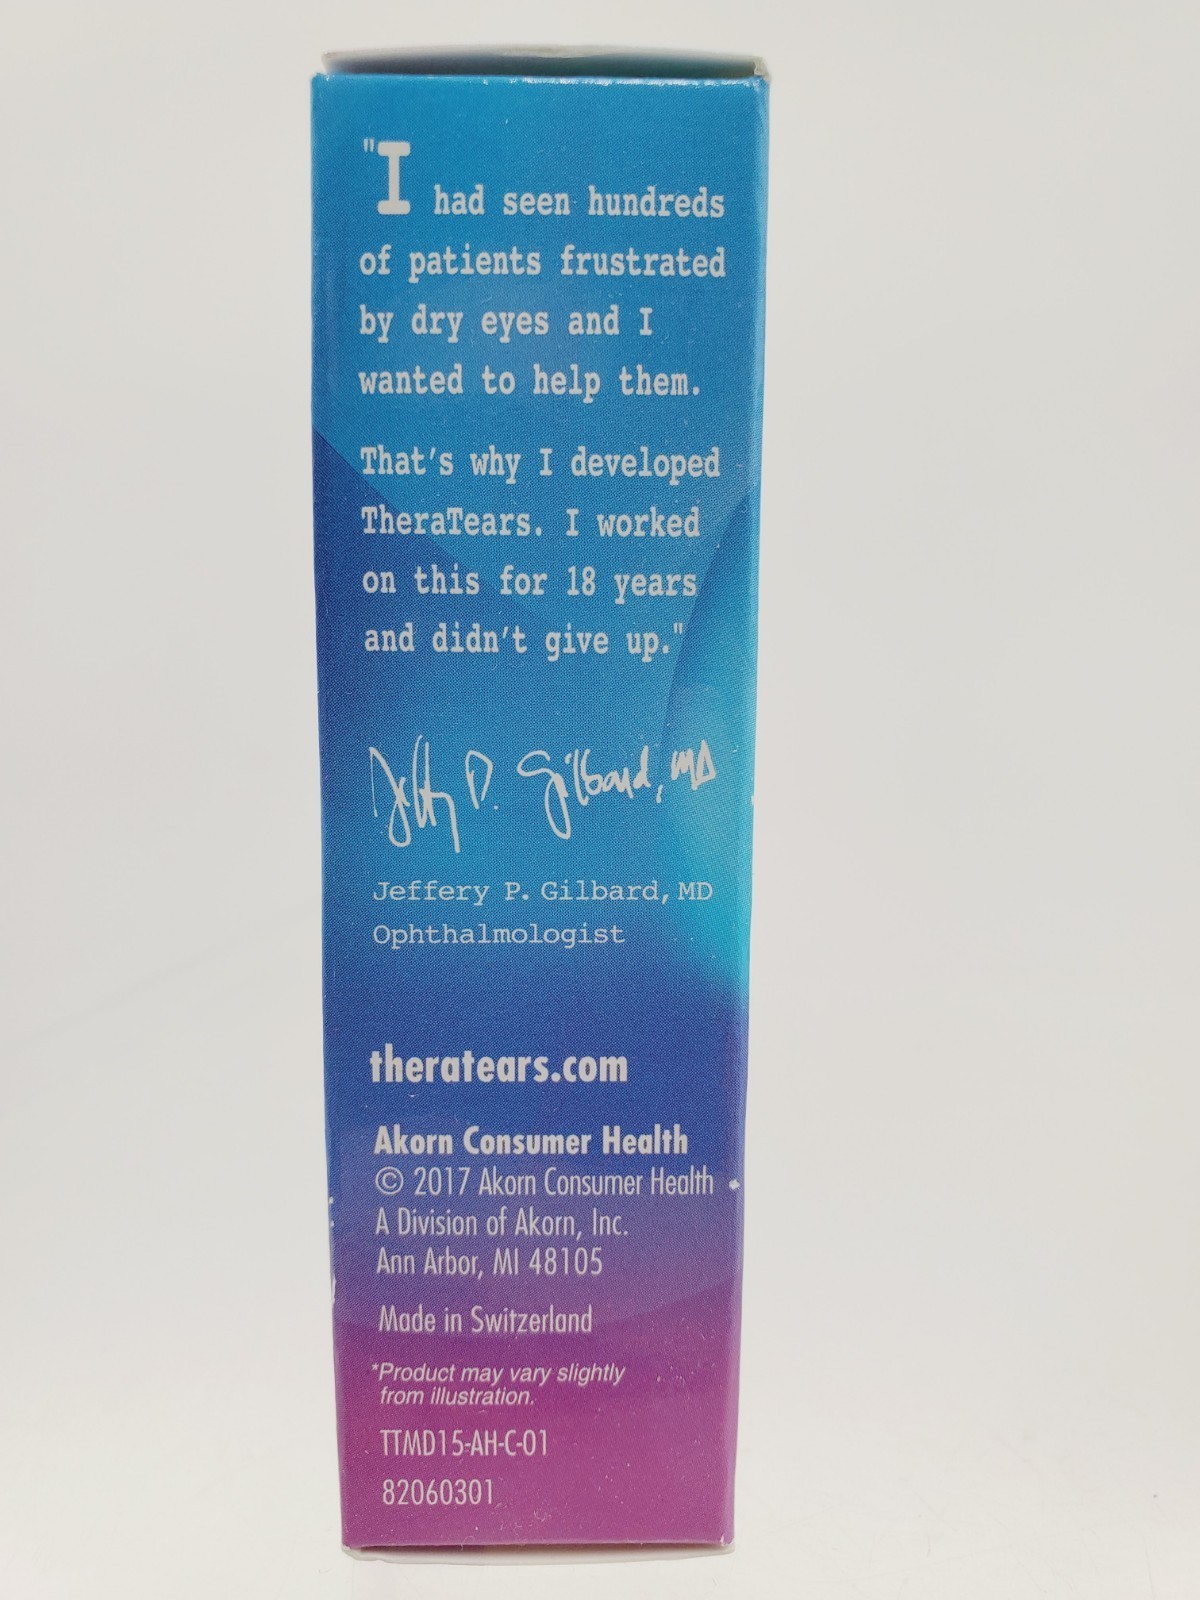 "I had seen hundreds
of patients frustrated
by dry eyes and I
wanted to help them.
That's why I developed
TheraTears. I worked
on this for 18 years
and didn't give up."
Jeffery P. Gilbard, MD
Jeffery P. Gilbard, MD
Ophthalmologist
theratears.com
Akorn Consumer Health
© 2017 Akorn Consumer Health
A Division of Akorn, Inc.
Ann Arbor, MI 48105
Made in Switzerland
*Product may vary slightly
from illustration.
TTMD15-AH-C-01
82060301